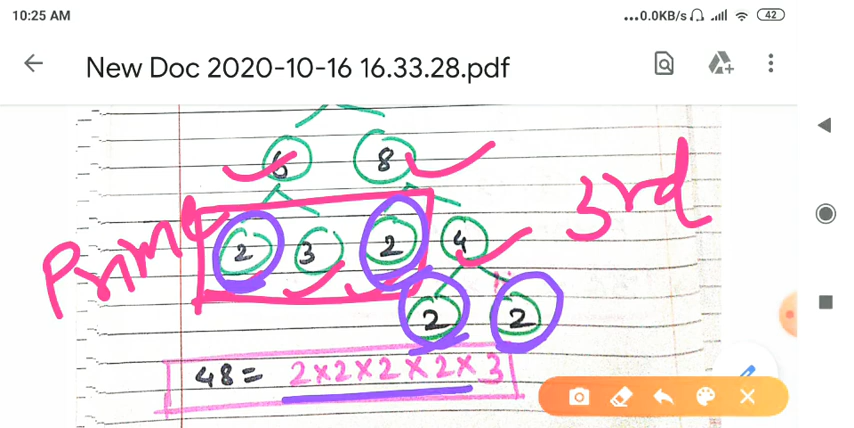 10:25 AM
...0.0KB/s 42
New Doc 2020-10-16 16.33.28.pdf
6 8
3rd
Prime
2 3 2 4
2 2
48 = 2×2×2×2×3